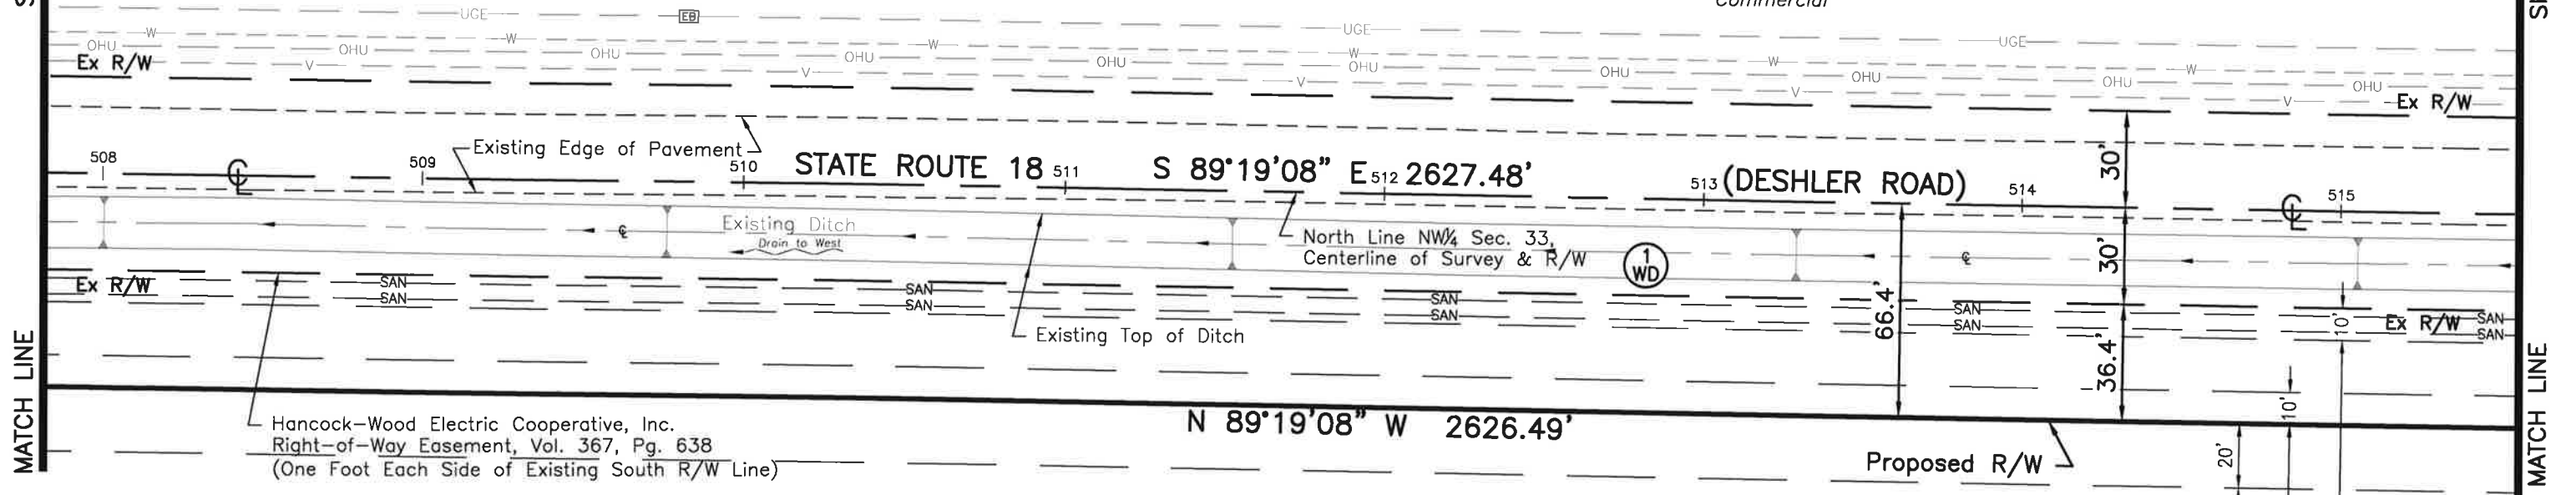 Commercial
UGE EB UGE UGE
W W W W W W
OHU OHU OHU OHU OHU OHU OHU OHU OHU OHU
Ex R/W V V V V V Ex R/W
Existing Edge of Pavement
508 ℄ 509 510 STATE ROUTE 18 511 S 89°19'08" E 512 2627.48' 513 (DESHLER ROAD) 514 ℄ 515
30'
Existing Ditch
℄
Drain to West
North Line NW¼ Sec. 33,
Centerline of Survey & R/W
1
WD
℄
30'
66.4'
36.4'
Ex R/W SAN SAN SAN SAN Ex R/W SAN
SAN SAN SAN SAN SAN
10'
Existing Top of Ditch
10'
20'
Hancock-Wood Electric Cooperative, Inc.
Right-of-Way Easement, Vol. 367, Pg. 638
(One Foot Each Side of Existing South R/W Line)
N 89°19'08" W 2626.49'
Proposed R/W
MATCH LINE
MATCH LINE